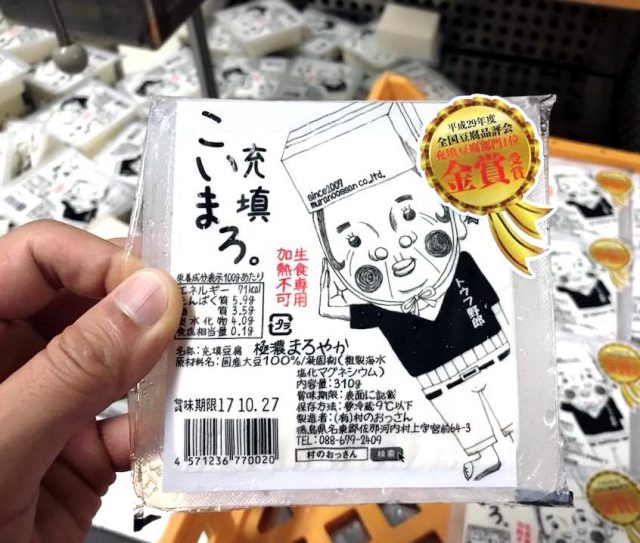 充填
こいまろ。
平成29年度
全国豆腐品評会
充填豆腐部門1位
金賞受賞
since2007
muranoossan co.,ltd.
トウフ野郎
生食専用
加熱不可
栄養成分表示100gあたり
エネルギー 71kcal
たんぱく質 5.9g
脂質 3.5g
炭水化物 4.0g
食塩相当量 0.1g
プラ
名称:充填豆腐 極濃まろやか
原材料名:国産大豆100%/凝固剤(粗製海水
塩化マグネシウム)
内容量:310g
賞味期限:表面に記載
保存方法:要冷蔵9℃以下
製造者:(有)村のおっさん
徳島県名東郡佐那河内村上字宮前64-3
TEL:088-679-2409
賞味期限17.10.27
4 571236 770020
村のおっさん 検索